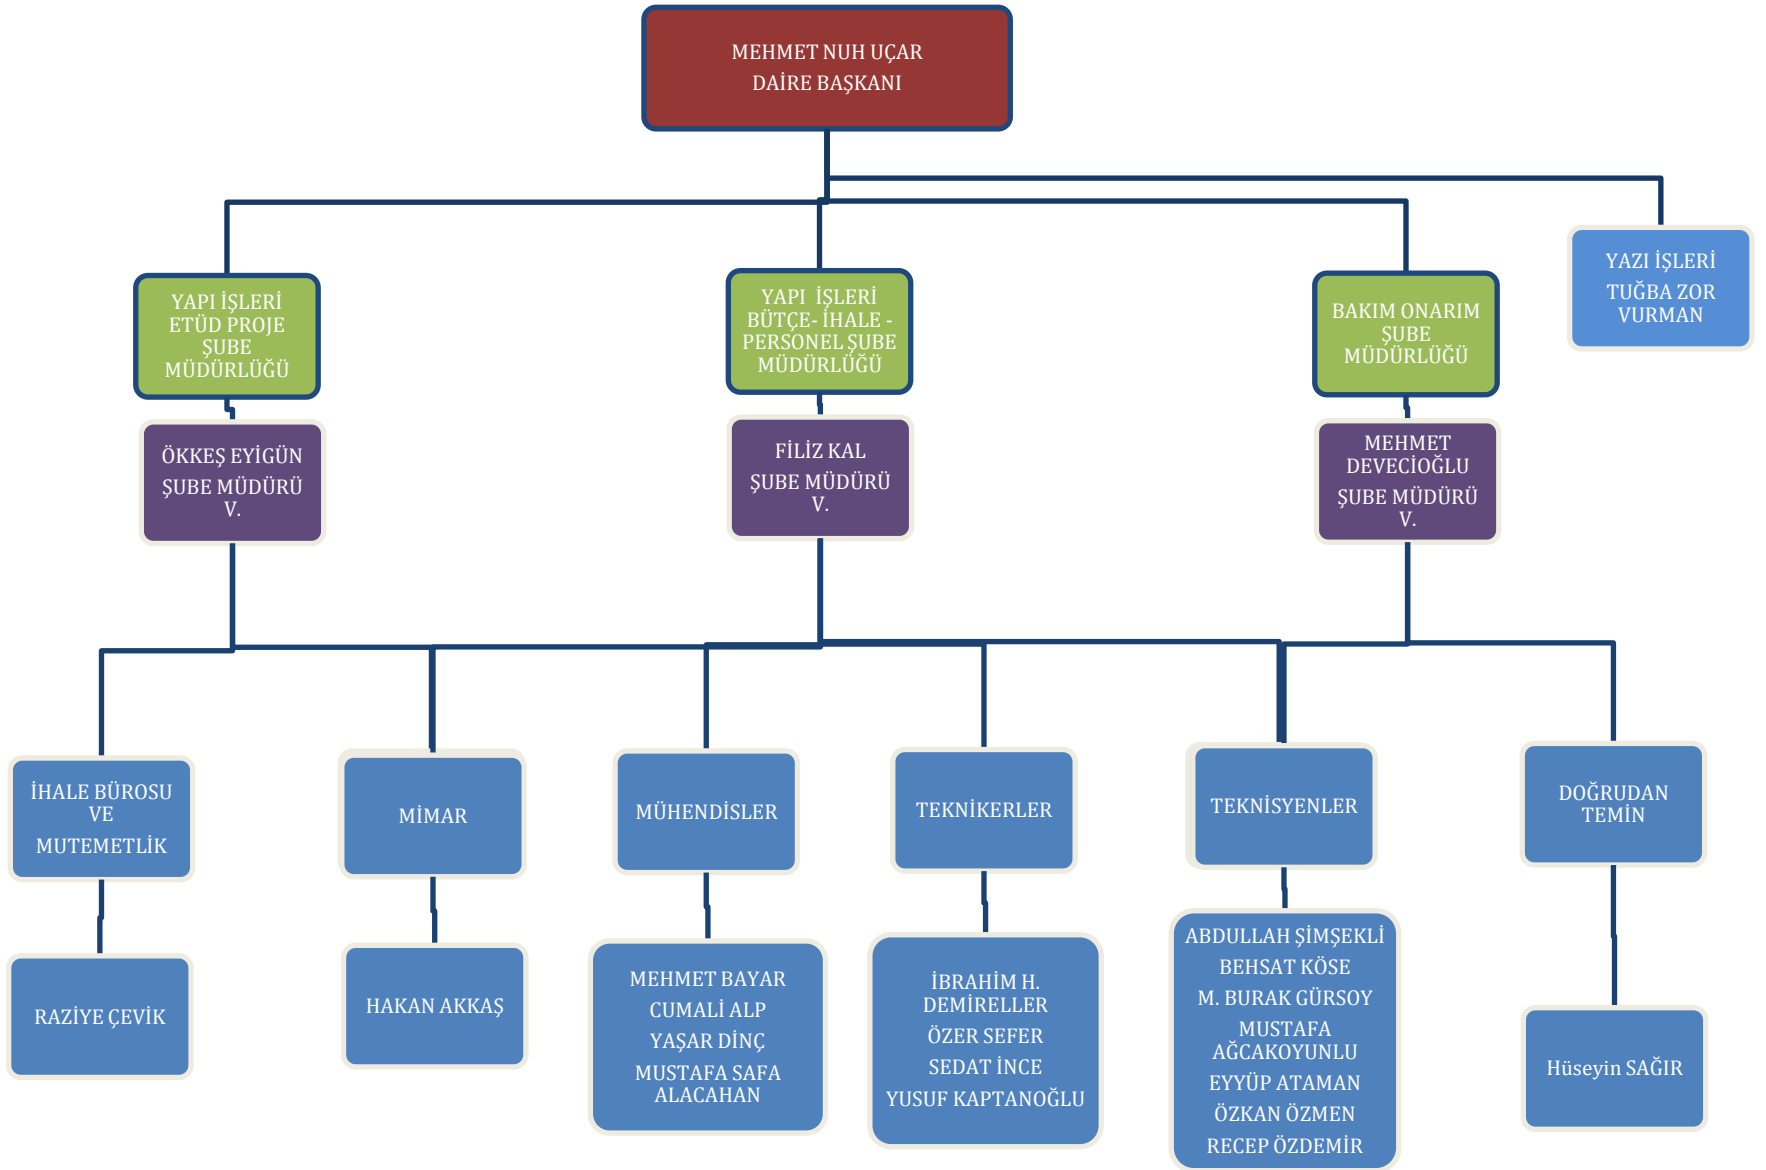 MEHMET NUH UÇAR
DAİRE BAŞKANI
YAZI İŞLERİ
TUĞBA ZOR
VURMAN
YAPI İŞLERİ
ETÜD PROJE
ŞUBE
MÜDÜRLÜĞÜ
YAPI  İŞLERİ
BÜTÇE- İHALE -
PERSONEL ŞUBE
MÜDÜRLÜĞÜ
BAKIM ONARIM
ŞUBE
MÜDÜRLÜĞÜ
ÖKKEŞ EYİGÜN
ŞUBE MÜDÜRÜ
V.
FİLİZ KAL
ŞUBE MÜDÜRÜ
V.
MEHMET
DEVECİOĞLU
ŞUBE MÜDÜRÜ
V.
İHALE BÜROSU
VE
MUTEMETLİK
MİMAR
MÜHENDİSLER
TEKNİKERLER
TEKNİSYENLER
DOĞRUDAN
TEMİN
RAZİYE ÇEVİK
HAKAN AKKAŞ
MEHMET BAYAR
CUMALİ ALP
YAŞAR DİNÇ
MUSTAFA SAFA
ALACAHAN
İBRAHİM H.
DEMİRELLER
ÖZER SEFER
SEDAT İNCE
YUSUF KAPTANOĞLU
ABDULLAH ŞİMŞEKLİ
BEHSAT KÖSE
M. BURAK GÜRSOY
MUSTAFA
AĞCAKOYUNLU
EYYÜP ATAMAN
ÖZKAN ÖZMEN
RECEP ÖZDEMİR
Hüseyin SAĞIR